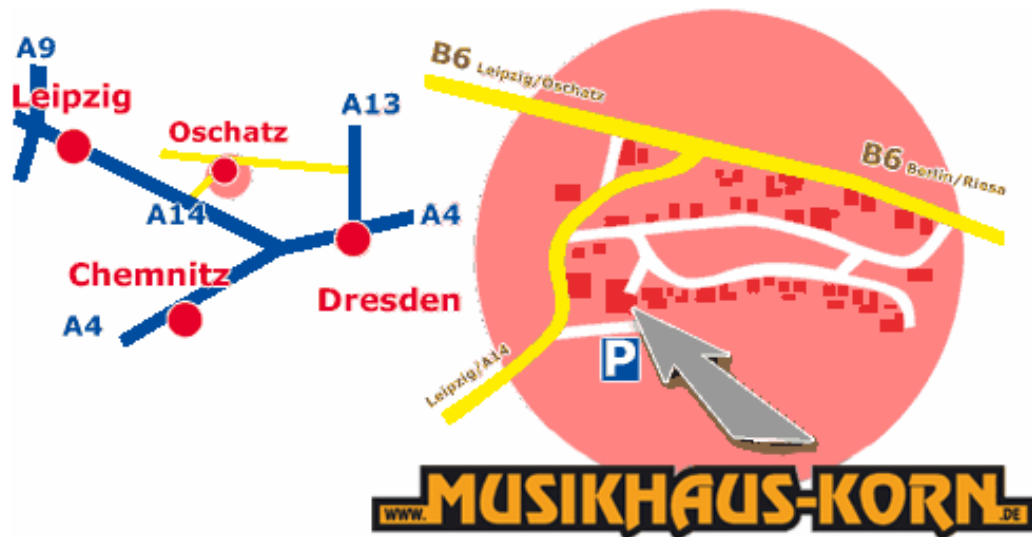 A9
Leipzig
A13
Oschatz
A14
A4
Chemnitz
A4
Dresden
B6 Leipzig/Oschatz
B6 Berlin/Riesa
Leipzig/A14
P
WWW.MUSIKHAUS-KORN.DE